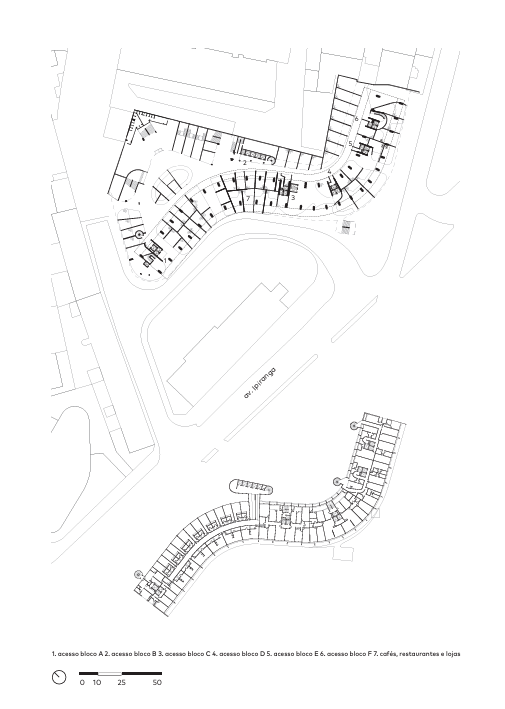 6
5
2
4
7
3
1
av. ipiranga
1. acesso bloco A 2. acesso bloco B 3. acesso bloco C 4. acesso bloco D 5. acesso bloco E 6. acesso bloco F 7. cafés, restaurantes e lojas
0 10 25 50